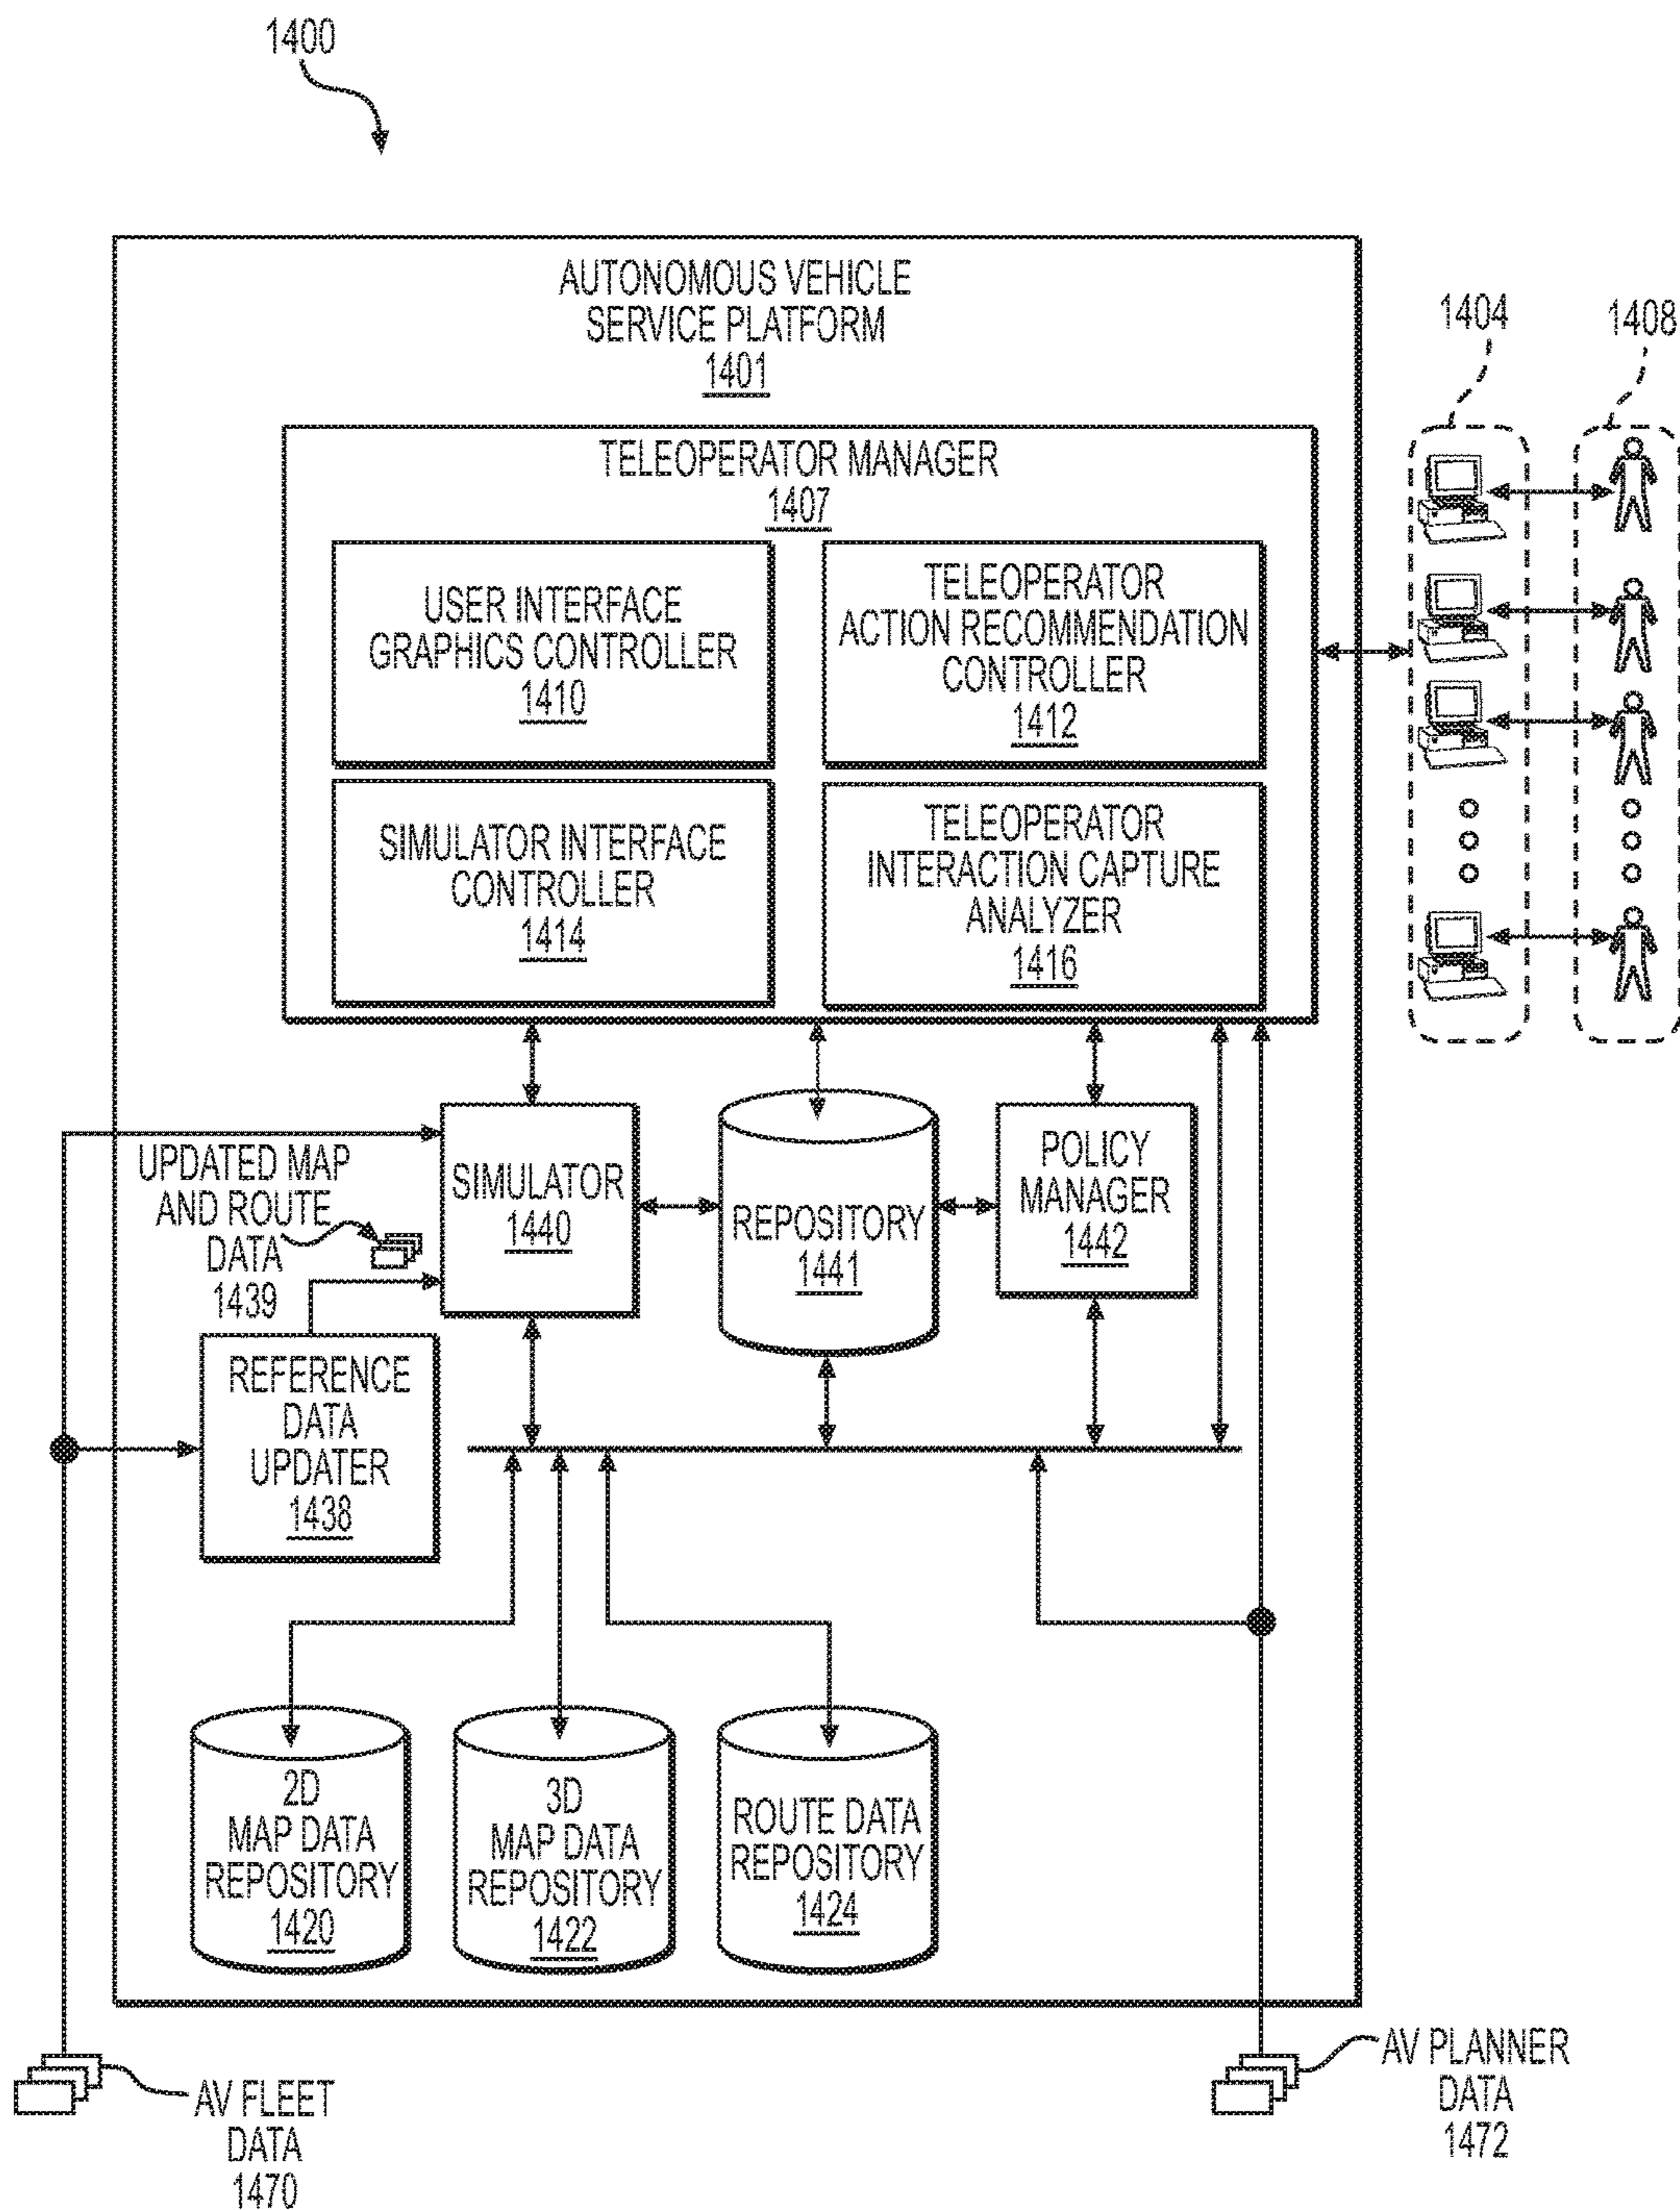 1400
AUTONOMOUS VEHICLE
SERVICE PLATFORM
1401
1404
1408
TELEOPERATOR MANAGER
1407
USER INTERFACE
GRAPHICS CONTROLLER
1410
TELEOPERATOR
ACTION RECOMMENDATION
CONTROLLER
1412
SIMULATOR INTERFACE
CONTROLLER
1414
TELEOPERATOR
INTERACTION CAPTURE
ANALYZER
1416
UPDATED MAP
AND ROUTE
DATA
1439
SIMULATOR
1440
REPOSITORY
1441
POLICY
MANAGER
1442
REFERENCE
DATA
UPDATER
1438
2D
MAP DATA
REPOSITORY
1420
3D
MAP DATA
REPOSITORY
1422
ROUTE DATA
REPOSITORY
1424
AV FLEET
DATA
1470
AV PLANNER
DATA
1472